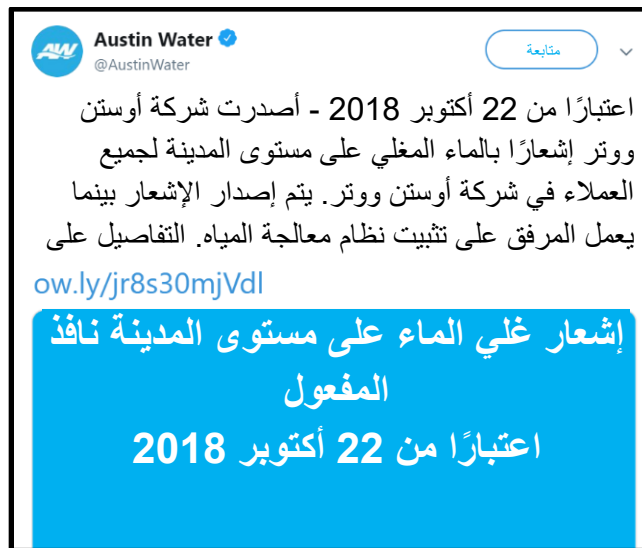 AW
Austin Water
@AustinWater
متابعة
اعتبارًا من 22 أكتوبر 2018 - أصدرت شركة أوستن
ووتر إشعارًا بالماء المغلي على مستوى المدينة لجميع
العملاء في شركة أوستن ووتر. يتم إصدار الإشعار بينما
يعمل المرفق على تثبيت نظام معالجة المياه. التفاصيل على
ow.ly/jr8s30mjVdl
إشعار غلي الماء على مستوى المدينة نافذ
المفعول
اعتبارًا من 22 أكتوبر 2018